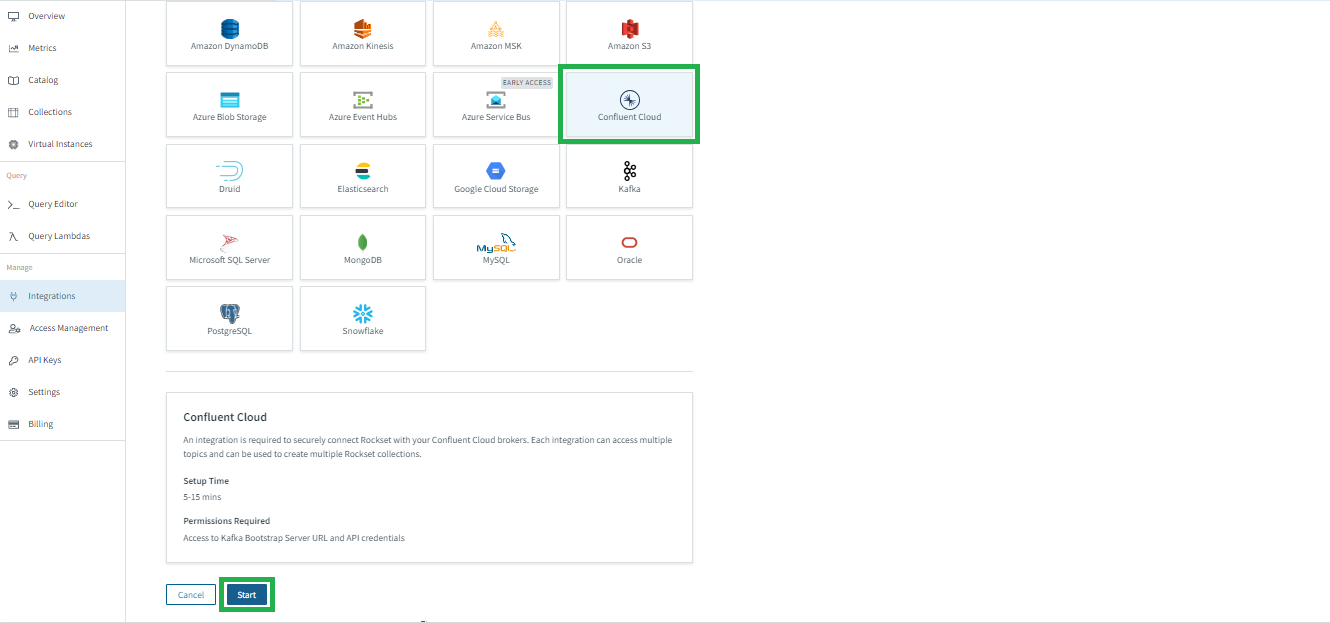 Overview
Metrics
Catalog
Collections
Virtual Instances
Query
Query Editor
Query Lambdas
Manage
Integrations
Access Management
API Keys
Settings
Billing
Amazon DynamoDB
Amazon Kinesis
Amazon MSK
Amazon S3
Azure Blob Storage
Azure Event Hubs
EARLY ACCESS
Azure Service Bus
Confluent Cloud
Druid
Elasticsearch
Google Cloud Storage
Kafka
Microsoft SQL Server
MongoDB
MySQL
MySQL
Oracle
PostgreSQL
Snowflake
Confluent Cloud
An integration is required to securely connect Rockset with your Confluent Cloud brokers. Each integration can access multiple
topics and can be used to create multiple Rockset collections.
Setup Time
5-15 mins
Permissions Required
Access to Kafka Bootstrap Server URL and API credentials
Cancel
Start